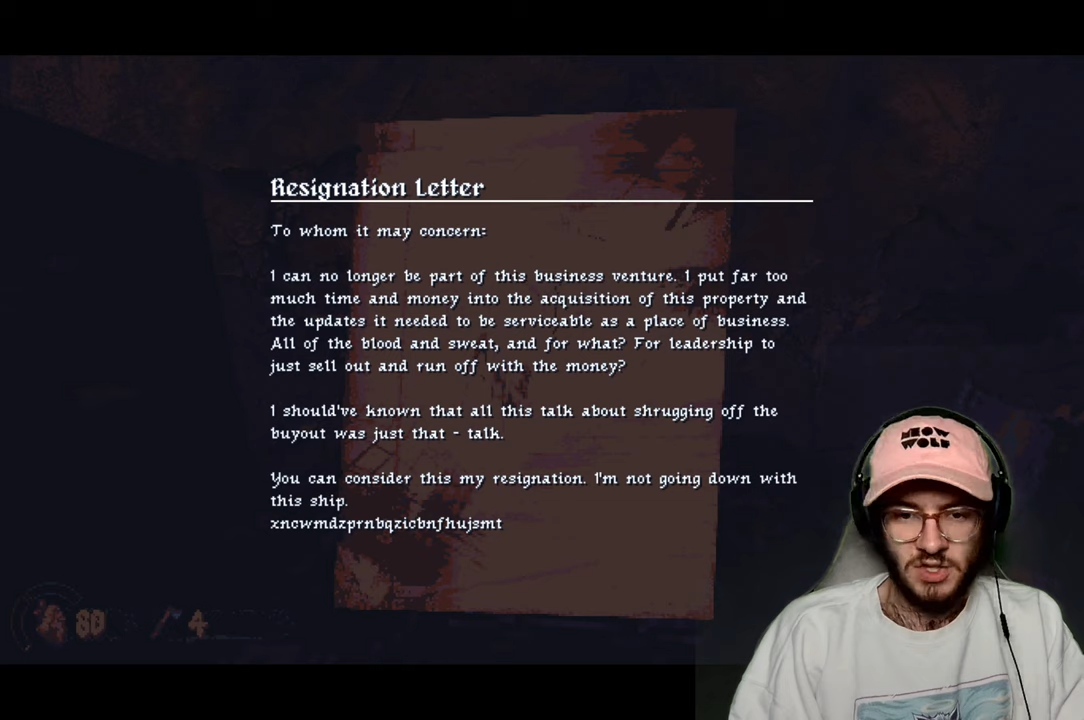 Resignation Letter
To whom it may concern:
I can no longer be part of this business venture. I put far too
much time and money into the acquisition of this property and
the updates it needed to be serviceable as a place of business.
All of the blood and sweat, and for what? For leadership to
just sell out and run off with the money?
I should've known that all this talk about shrugging off the
buyout was just that - talk.
You can consider this my resignation. I'm not going down with
this ship.
xncwmdzprnbqzicbnfhujsmt
MEOW
WOLF
80
4